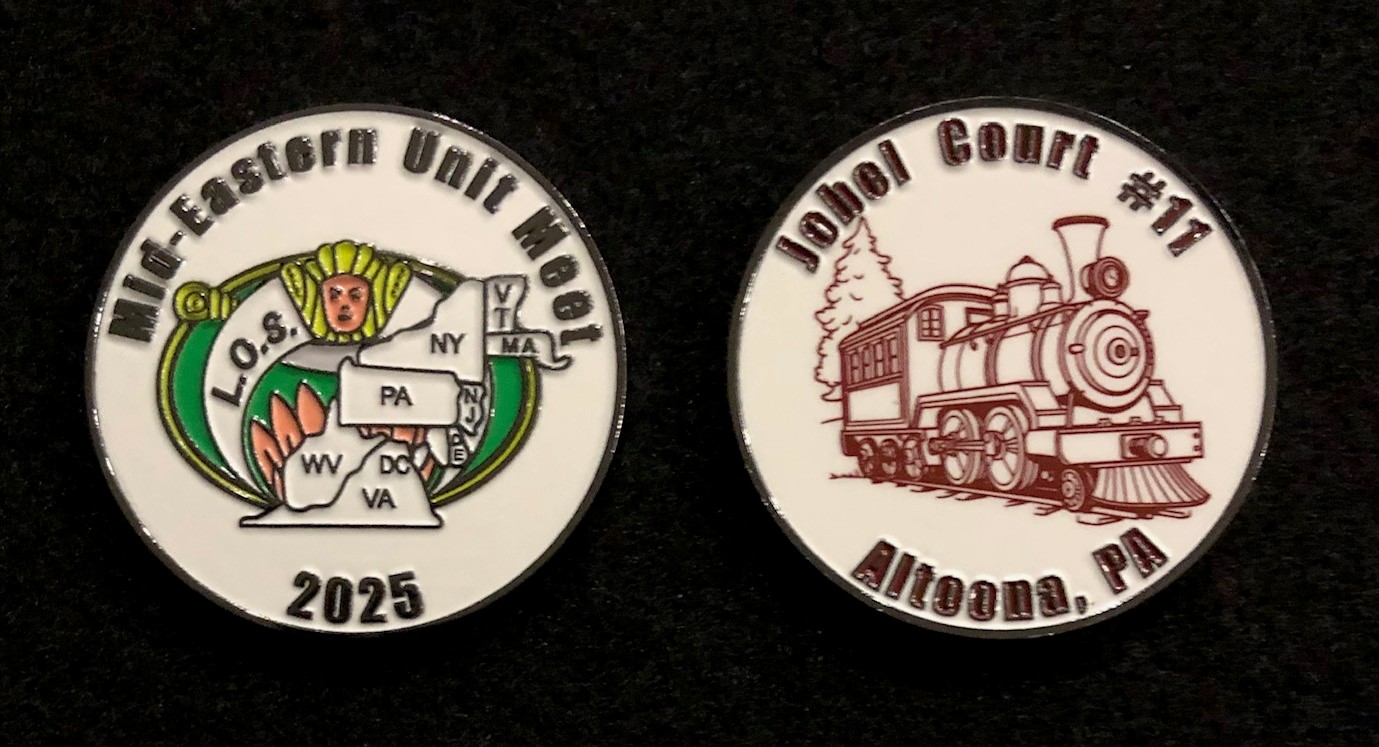 Mid-Eastern Unit Meet
L.O.S.
VT
NY
MA
PA
NJ
DE
WV
DC
VA
2025
Jobel Court #11
Altoona, PA